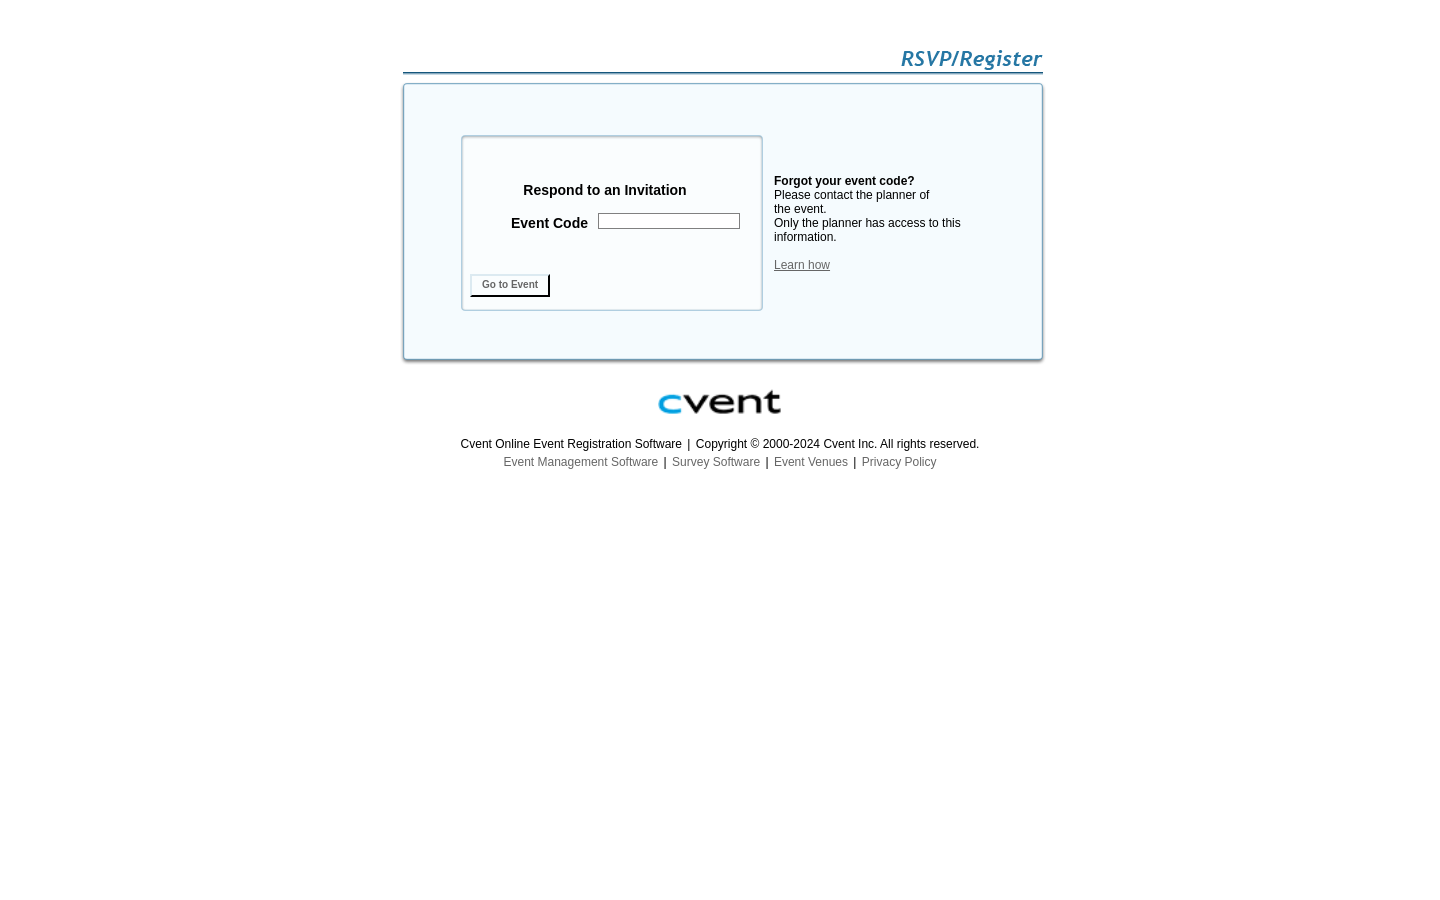 RSVP/Register
Respond to an Invitation
Event Code
Go to Event
Forgot your event code?
Please contact the planner of
the event.
Only the planner has access to this
information.
Learn how
cvent
Cvent Online Event Registration Software | Copyright © 2000-2024 Cvent Inc. All rights reserved.
Event Management Software | Survey Software | Event Venues | Privacy Policy